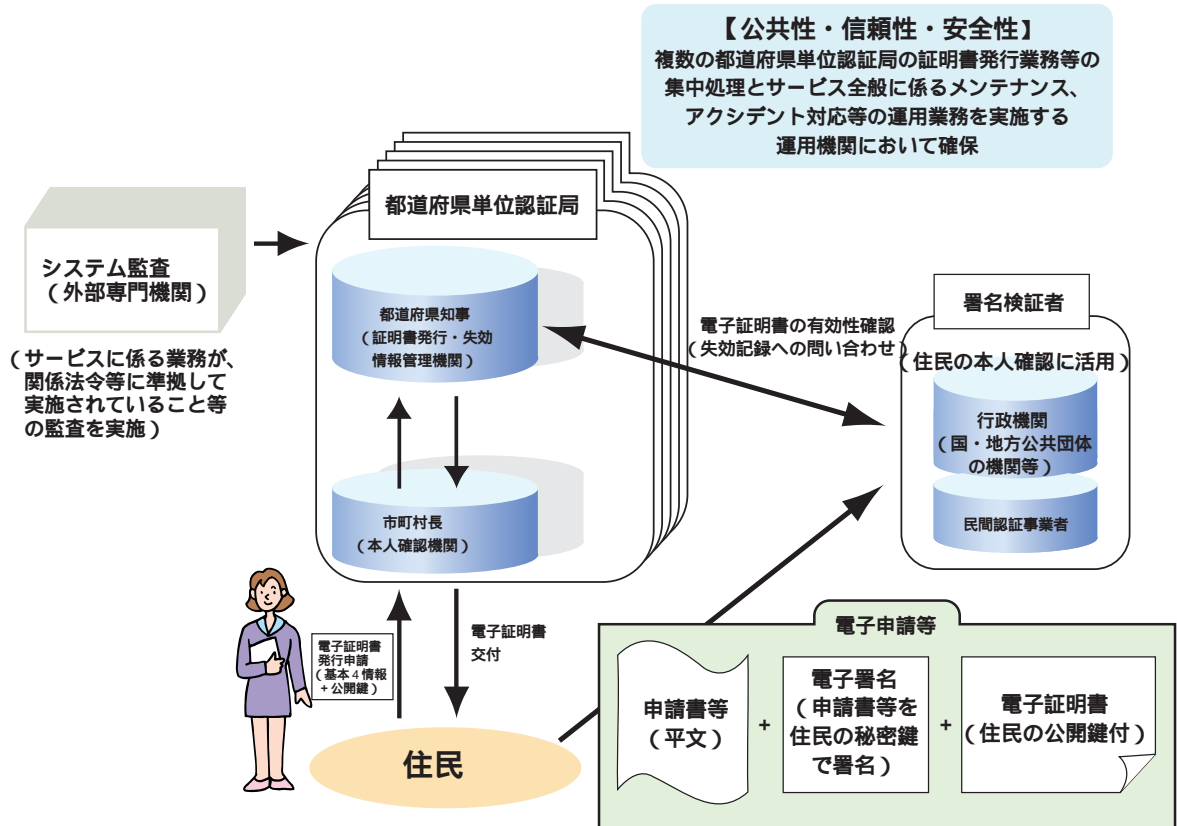 【公共性・信頼性・安全性】
複数の都道府県単位認証局の証明書発行業務等の
集中処理とサービス全般に係るメンテナンス、
アクシデント対応等の運用業務を実施する
運用機関において確保
都道府県単位認証局
システム監査
（外部専門機関）
（サービスに係る業務が、
関係法令等に準拠して
実施されていること等
の監査を実施）
都道府県知事
（証明書発行・失効
情報管理機関）
市町村長
（本人確認機関）
電子証明書の有効性確認
（失効記録への問い合わせ）
署名検証者
（住民の本人確認に活用）
行政機関
（国・地方公共団体
の機関等）
民間認証事業者
電子証明書
発行申請
（基本４情報
+公開鍵）
電子証明書
交付
住民
電子申請等
申請書等
（平文）
+
電子署名
（申請書等を
住民の秘密鍵
で署名）
+
電子証明書
（住民の公開鍵付）